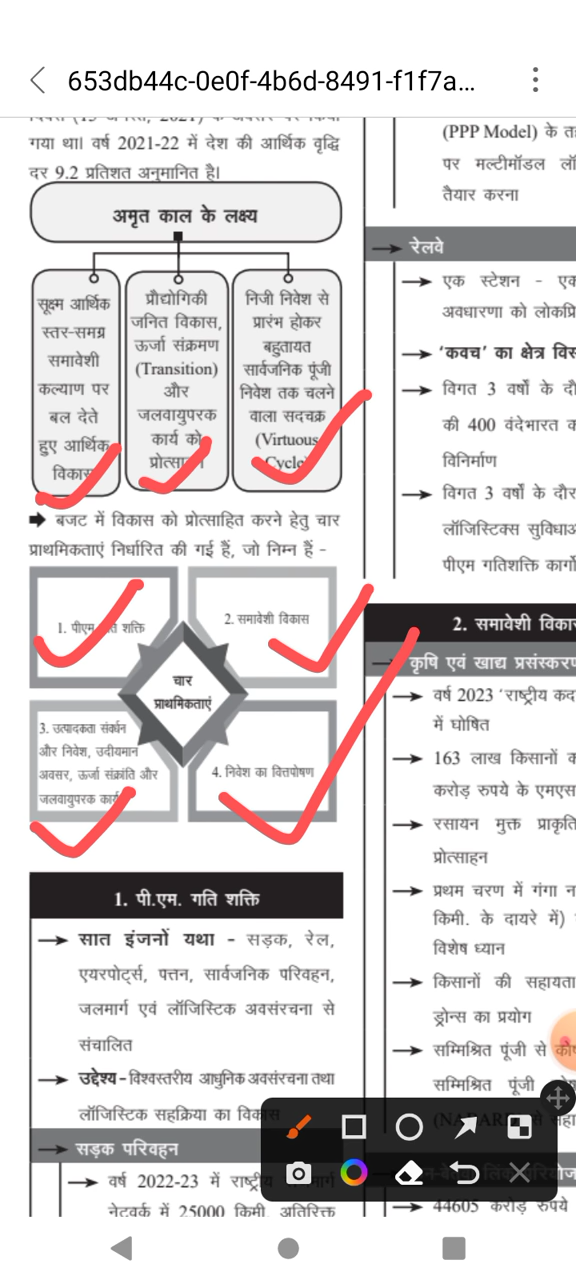 653db44c-0e0f-4b6d-8491-f1f7a...
गया था। वर्ष 2021-22 में देश की आर्थिक वृद्धि
दर 9.2 प्रतिशत अनुमानित है।
अमृत काल के लक्ष्य
सूक्ष्म आर्थिक
स्तर-समग्र
समावेशी
कल्याण पर
बल देते
हुए आर्थिक
विकास
प्रौद्योगिकी
जनित विकास,
ऊर्जा संक्रमण
(Transition)
और
जलवायुपरक
कार्य को
निजी निवेश से
प्रारंभ होकर
बहुतायत
सार्वजनिक पूंजी
निवेश तक चलने
वाला सदचक्र
(Virtuous
Cycle)
बजट में विकास को प्रोत्साहित करने हेतु चार
प्राथमिकताएं निर्धारित की गई हैं, जो निम्न हैं -
1. पीएम शक्ति
2. समावेशी विकास
चार
प्राथमिकताएं
3. उत्पादकता संवर्धन
और निवेश, उदीयमान
अवसर, ऊर्जा संक्रांति और
जलवायुपरक कार्य
4. निवेश का वित्तपोषण
1. पी.एम. गति शक्ति
सात इंजनों यथा - सड़क, रेल,
एयरपोर्ट्स, पत्तन, सार्वजनिक परिवहन,
जलमार्ग एवं लॉजिस्टिक अवसंरचना से
संचालित
उद्देश्य - विश्वस्तरीय आधुनिक अवसंरचना तथा
लॉजिस्टिक सहक्रिया का विकास
सड़क परिवहन
वर्ष 2022-23 में राष्ट्रीय
नेटवर्क में 25000 किमी. अतिरिक्त
(PPP Model) के
पर मल्टीमॉडल
तैयार करना
रेलवे
एक स्टेशन -
अवधारणा को
'कवच' का क्षेत्र
विगत 3 वर्षों के
की 400 वंदेभारत
विनिर्माण
विगत 3 वर्षों के दौर
लॉजिस्टिक्स
पीएम गतिशक्ति कार्गो
2. समावेशी
कृषि एवं खाद्य
वर्ष 2023 'राष्ट्रीय
में घोषित
163 लाख किसानों
करोड़ रुपये के
रसायन मुक्त
प्रोत्साहन
प्रथम चरण में गंगा
किमी. के दायरे में)
विशेष ध्यान
किसानों की सहायता
ड्रोन्स का प्रयोग
सम्मिश्रित पूंजी से
सम्मिश्रित पूंजी
(NABARD) से
44605 करोड़ रुपये